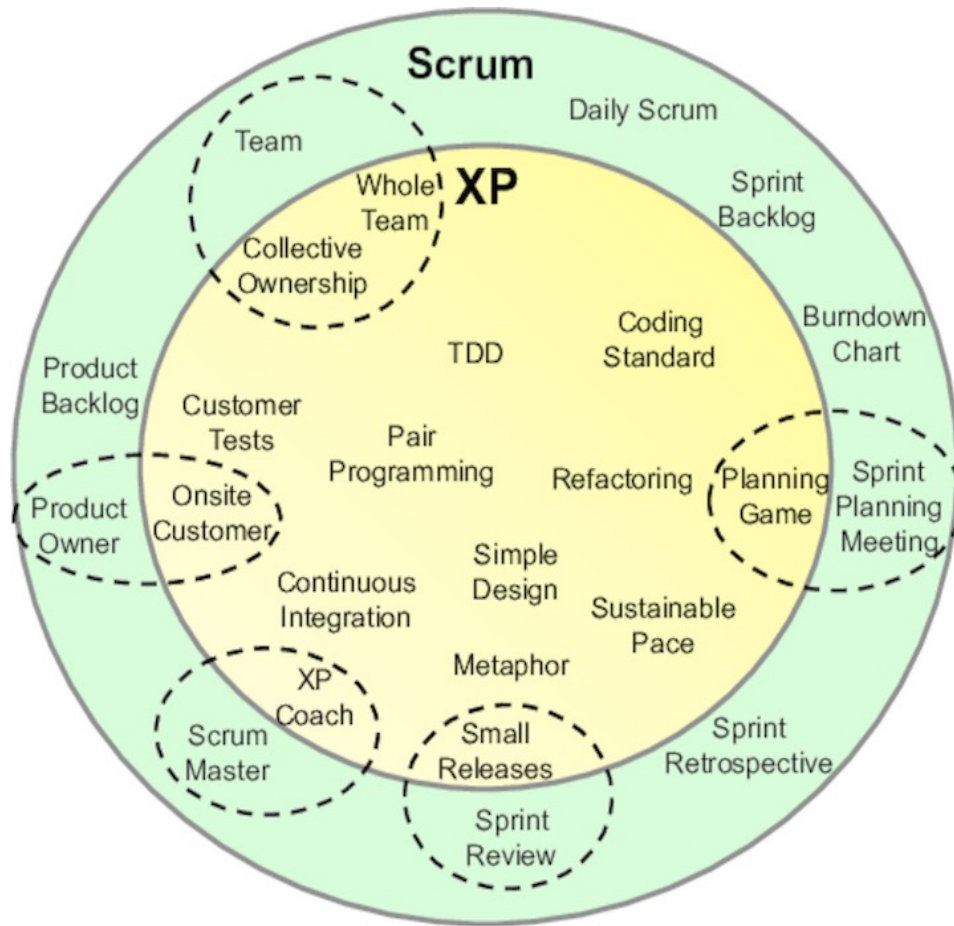 Scrum
Daily Scrum
Team
XP
Whole
Team
Sprint
Backlog
Collective
Ownership
Coding
Standard
Burndown
Chart
TDD
Product
Backlog
Customer
Tests
Pair
Programming
Refactoring
Planning
Game
Sprint
Planning
Meeting
Product
Owner
Onsite
Customer
Simple
Design
Continuous
Integration
Sustainable
Pace
Metaphor
XP
Coach
Scrum
Master
Small
Releases
Sprint
Retrospective
Sprint
Review